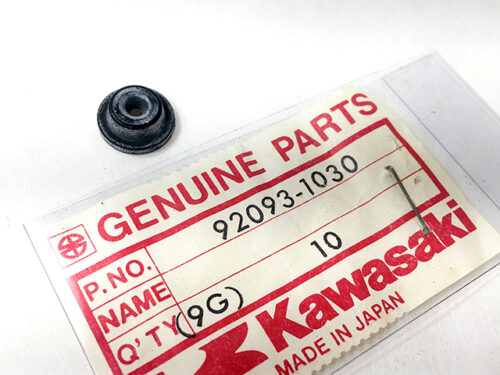 GENUINE PARTS
P.NO. 92093-1030
NAME
Q'TY (9G) 10
Kawasaki
MADE IN JAPAN